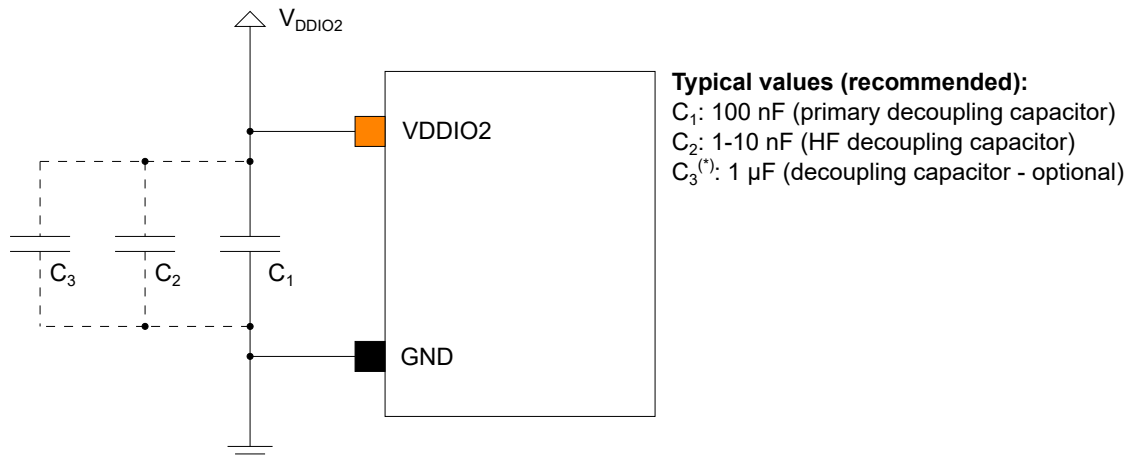 V_DDIO2
VDDIO2
Typical values (recommended):
C₁: 100 nF (primary decoupling capacitor)
C₂: 1-10 nF (HF decoupling capacitor)
C₃⁽*⁾: 1 µF (decoupling capacitor - optional)
C₃ C₂ C₁
GND